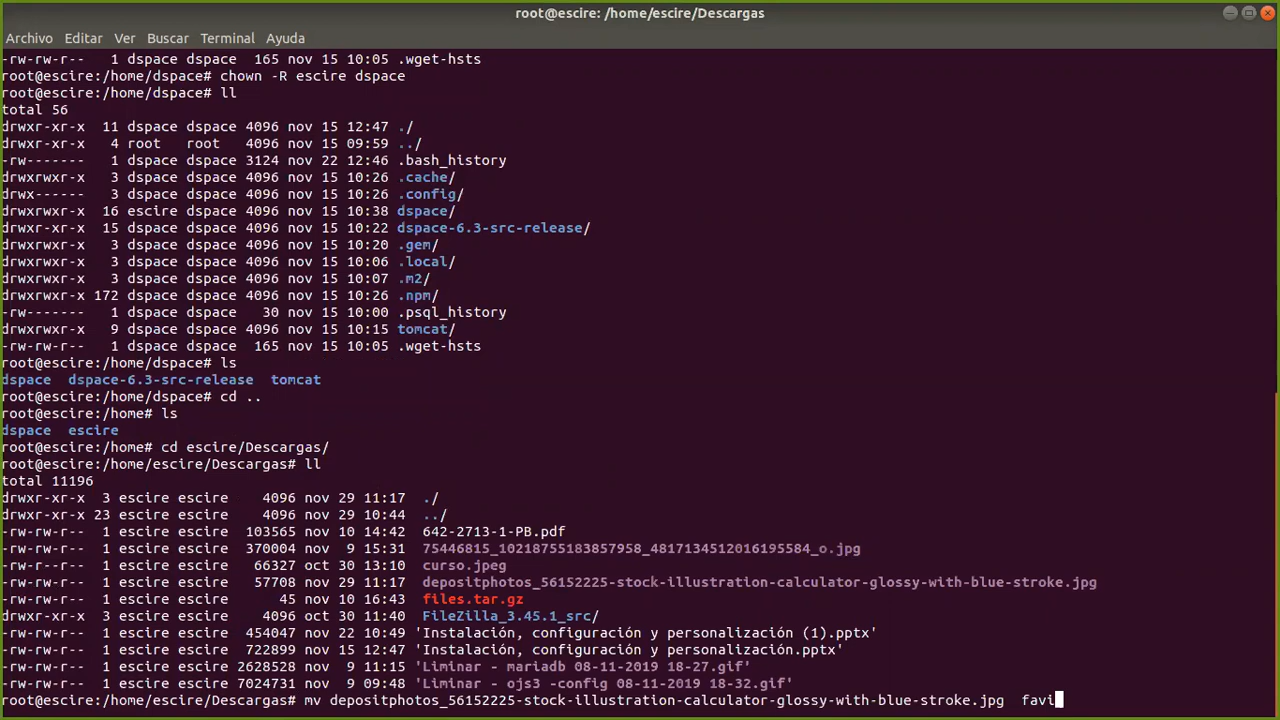 root@escire: /home/escire/Descargas
Archivo Editar Ver Buscar Terminal Ayuda
-rw-rw-r-- 1 dspace dspace 165 nov 15 10:05 .wget-hsts
root@escire:/home/dspace# chown -R escire dspace
root@escire:/home/dspace# ll
total 56
drwxr-xr-x 11 dspace dspace 4096 nov 15 12:47 ./
drwxr-xr-x 4 root root 4096 nov 15 09:59 ../
-rw------- 1 dspace dspace 3124 nov 22 12:46 .bash_history
drwxrwxr-x 3 dspace dspace 4096 nov 15 10:26 .cache/
drwx------ 3 dspace dspace 4096 nov 15 10:26 .config/
drwxrwxr-x 16 escire dspace 4096 nov 15 10:38 dspace/
drwxrwxr-x 15 dspace dspace 4096 nov 15 10:22 dspace-6.3-src-release/
drwxrwxr-x 3 dspace dspace 4096 nov 15 10:20 .gem/
drwxrwxr-x 3 dspace dspace 4096 nov 15 10:06 .local/
drwxrwxr-x 3 dspace dspace 4096 nov 15 10:07 .m2/
drwxrwxr-x 172 dspace dspace 4096 nov 15 10:26 .npm/
-rw------- 1 dspace dspace 30 nov 15 10:00 .psql_history
drwxrwxr-x 9 dspace dspace 4096 nov 15 10:15 tomcat/
-rw-rw-r-- 1 dspace dspace 165 nov 15 10:05 .wget-hsts
root@escire:/home/dspace# ls
dspace dspace-6.3-src-release tomcat
root@escire:/home/dspace# cd ..
root@escire:/home# ls
dspace escire
root@escire:/home# cd escire/Descargas/
root@escire:/home/escire/Descargas# ll
total 11196
drwxr-xr-x 3 escire escire 4096 nov 29 11:17 ./
drwxr-xr-x 23 escire escire 4096 nov 29 10:44 ../
-rw-rw-r-- 1 escire escire 103565 nov 10 14:42 642-2713-1-PB.pdf
-rw-rw-r-- 1 escire escire 370004 nov 9 15:31 75446815_10218755183857958_4817134512016195584_o.jpg
-rw-r--r-- 1 escire escire 66327 oct 30 13:10 curso.jpeg
-rw-rw-r-- 1 escire escire 57708 nov 29 11:17 depositphotos_56152225-stock-illustration-calculator-glossy-with-blue-stroke.jpg
-rw-rw-r-- 1 escire escire 45 nov 10 16:43 files.tar.gz
drwxr-xr-x 3 escire escire 4096 oct 30 11:40 FileZilla_3.45.1_src/
-rw-rw-r-- 1 escire escire 454047 nov 22 10:49 'Instalación, configuración y personalización (1).pptx'
-rw-rw-r-- 1 escire escire 722899 nov 15 12:47 'Instalación, configuración y personalización.pptx'
-rw-rw-r-- 1 escire escire 2628528 nov 9 11:15 'Liminar - mariadb 08-11-2019 18-27.gif'
-rw-rw-r-- 1 escire escire 7024731 nov 9 09:48 'Liminar - ojs3 -config 08-11-2019 18-32.gif'
root@escire:/home/escire/Descargas# mv depositphotos_56152225-stock-illustration-calculator-glossy-with-blue-stroke.jpg favi